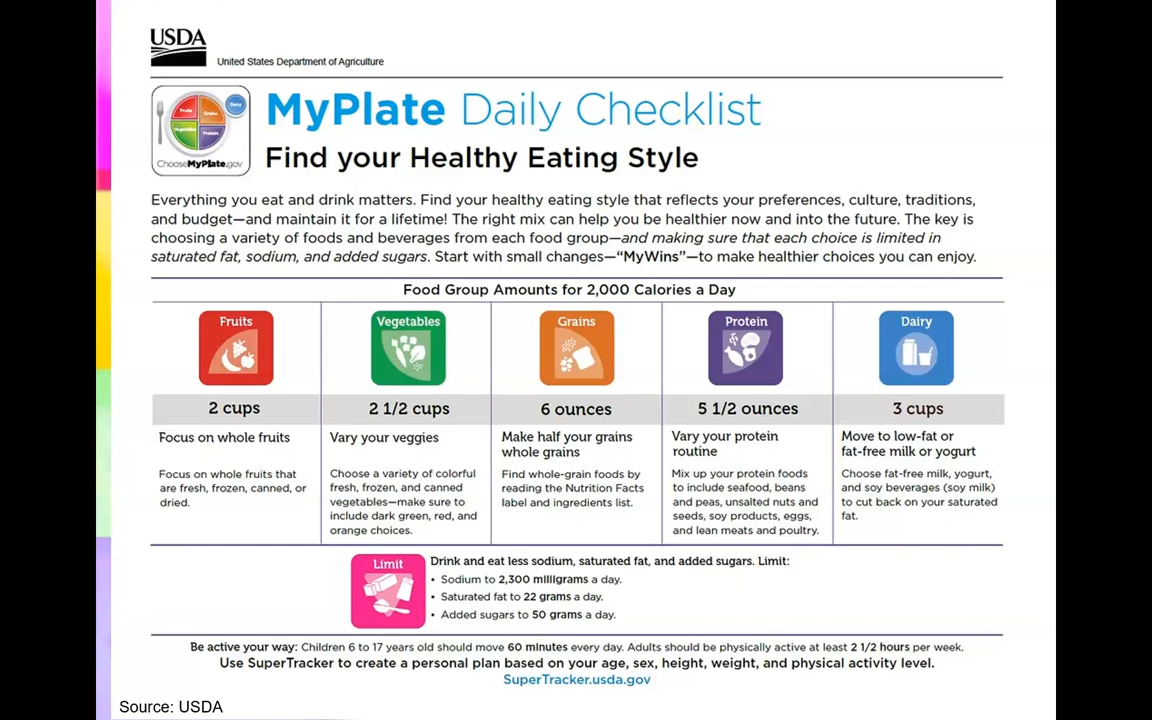 USDA
United States Department of Agriculture
Fruits
Grains
Dairy
Vegetables
Protein
ChooseMyPlate.gov
MyPlate Daily Checklist
Find your Healthy Eating Style
Everything you eat and drink matters. Find your healthy eating style that reflects your preferences, culture, traditions,
and budget—and maintain it for a lifetime! The right mix can help you be healthier now and into the future. The key is
choosing a variety of foods and beverages from each food group—and making sure that each choice is limited in
saturated fat, sodium, and added sugars. Start with small changes—“MyWins”—to make healthier choices you can enjoy.
Food Group Amounts for 2,000 Calories a Day
Fruits
2 cups
Focus on whole fruits
Focus on whole fruits that
are fresh, frozen, canned, or
dried.
Vegetables
2 1/2 cups
Vary your veggies
Choose a variety of colorful
fresh, frozen, and canned
vegetables—make sure to
include dark green, red, and
orange choices.
Grains
6 ounces
Make half your grains
whole grains
Find whole-grain foods by
reading the Nutrition Facts
label and ingredients list.
Protein
5 1/2 ounces
Vary your protein
routine
Mix up your protein foods
to include seafood, beans
and peas, unsalted nuts and
seeds, soy products, eggs,
and lean meats and poultry.
Dairy
3 cups
Move to low-fat or
fat-free milk or yogurt
Choose fat-free milk, yogurt,
and soy beverages (soy milk)
to cut back on your saturated
fat.
Limit
Drink and eat less sodium, saturated fat, and added sugars. Limit:
• Sodium to 2,300 milligrams a day.
• Saturated fat to 22 grams a day.
• Added sugars to 50 grams a day.
Be active your way: Children 6 to 17 years old should move 60 minutes every day. Adults should be physically active at least 2 1/2 hours per week.
Use SuperTracker to create a personal plan based on your age, sex, height, weight, and physical activity level.
SuperTracker.usda.gov
Source: USDA